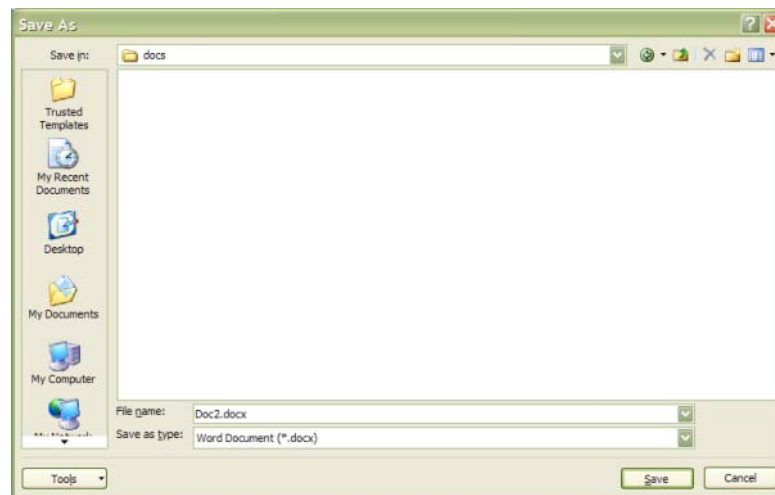 Save As
Save in:
docs
Trusted
Templates
My Recent
Documents
Desktop
My Documents
My Computer
File name:
Doc2.docx
Save as type:
Word Document (*.docx)
Tools
Save
Cancel